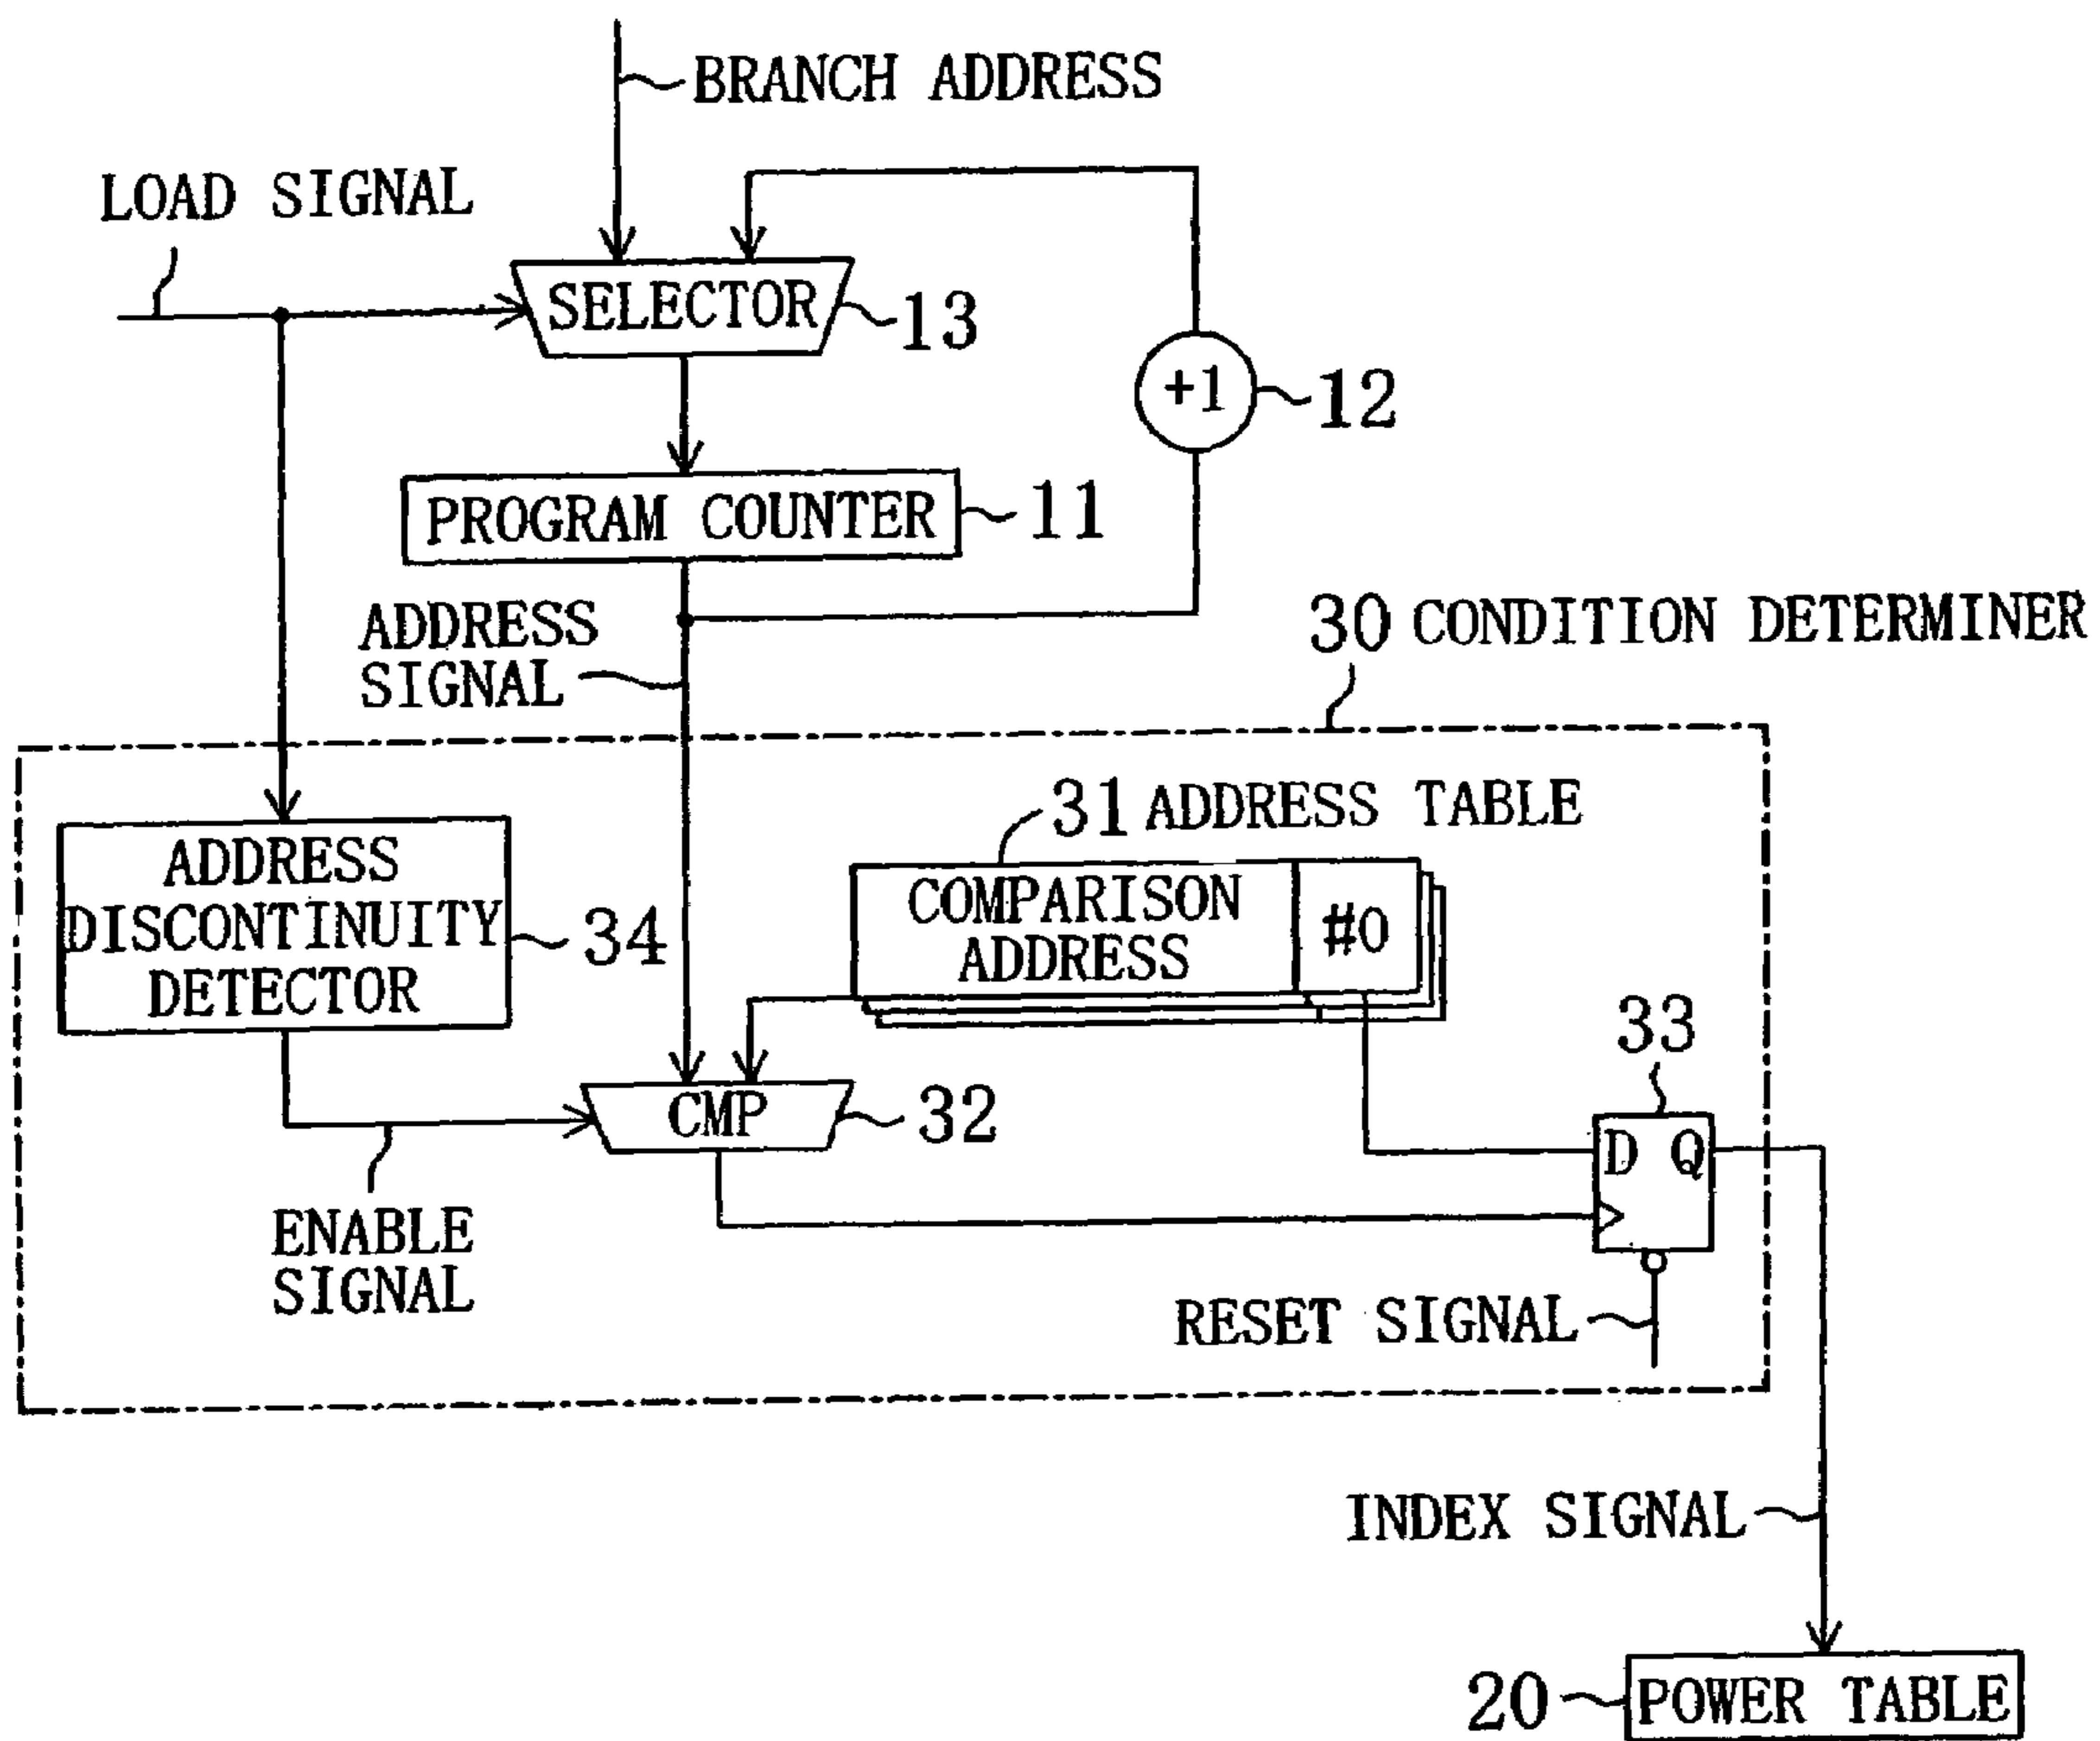 BRANCH ADDRESS
LOAD SIGNAL
SELECTOR
13
+1
12
PROGRAM COUNTER
11
ADDRESS
SIGNAL
30 CONDITION DETERMINER
31 ADDRESS TABLE
ADDRESS
DISCONTINUITY
DETECTOR
34
COMPARISON
ADDRESS
#0
33
CMP
32
D Q
ENABLE
SIGNAL
RESET SIGNAL
INDEX SIGNAL
20
POWER TABLE